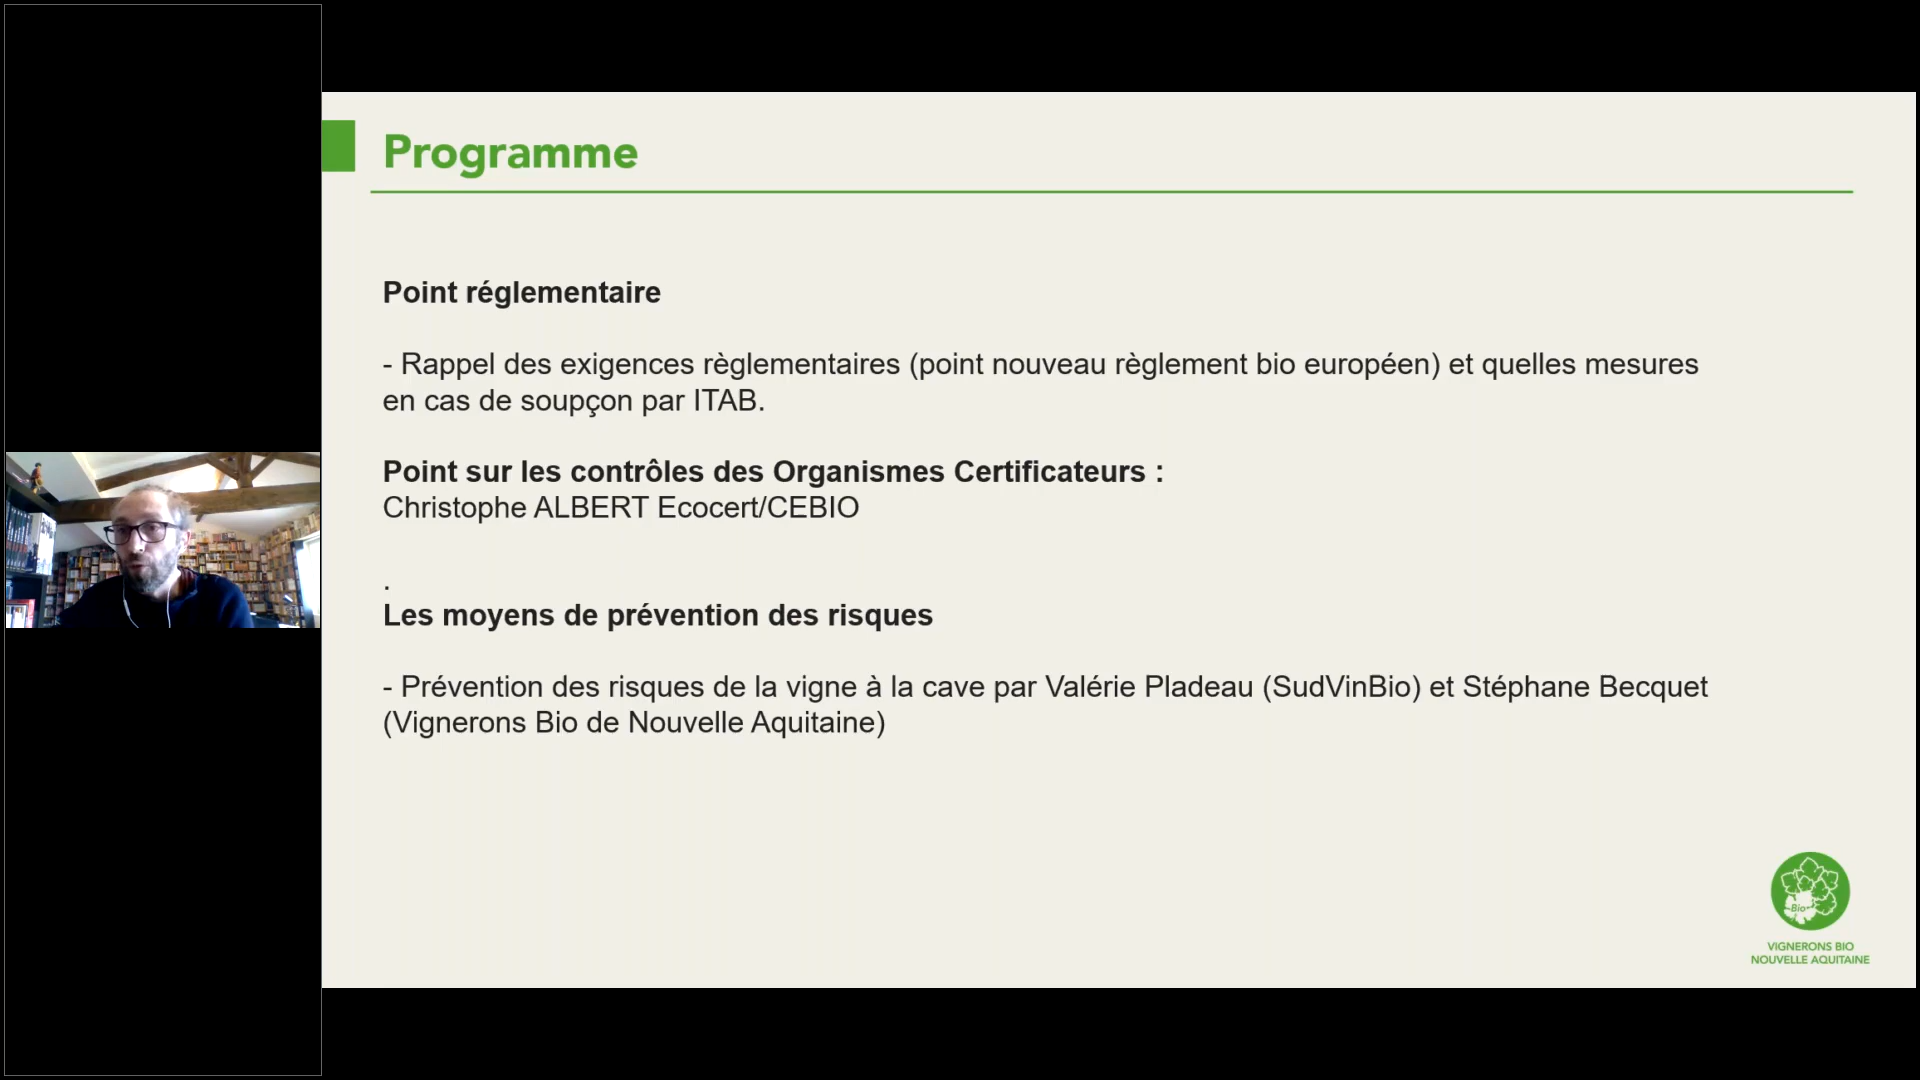 Programme
Point réglementaire
- Rappel des exigences règlementaires (point nouveau règlement bio européen) et quelles mesures
en cas de soupçon par ITAB.
Point sur les contrôles des Organismes Certificateurs :
Christophe ALBERT Ecocert/CEBIO
.
Les moyens de prévention des risques
- Prévention des risques de la vigne à la cave par Valérie Pladeau (SudVinBio) et Stéphane Becquet
(Vignerons Bio de Nouvelle Aquitaine)
Bio
VIGNERONS BIO
NOUVELLE AQUITAINE